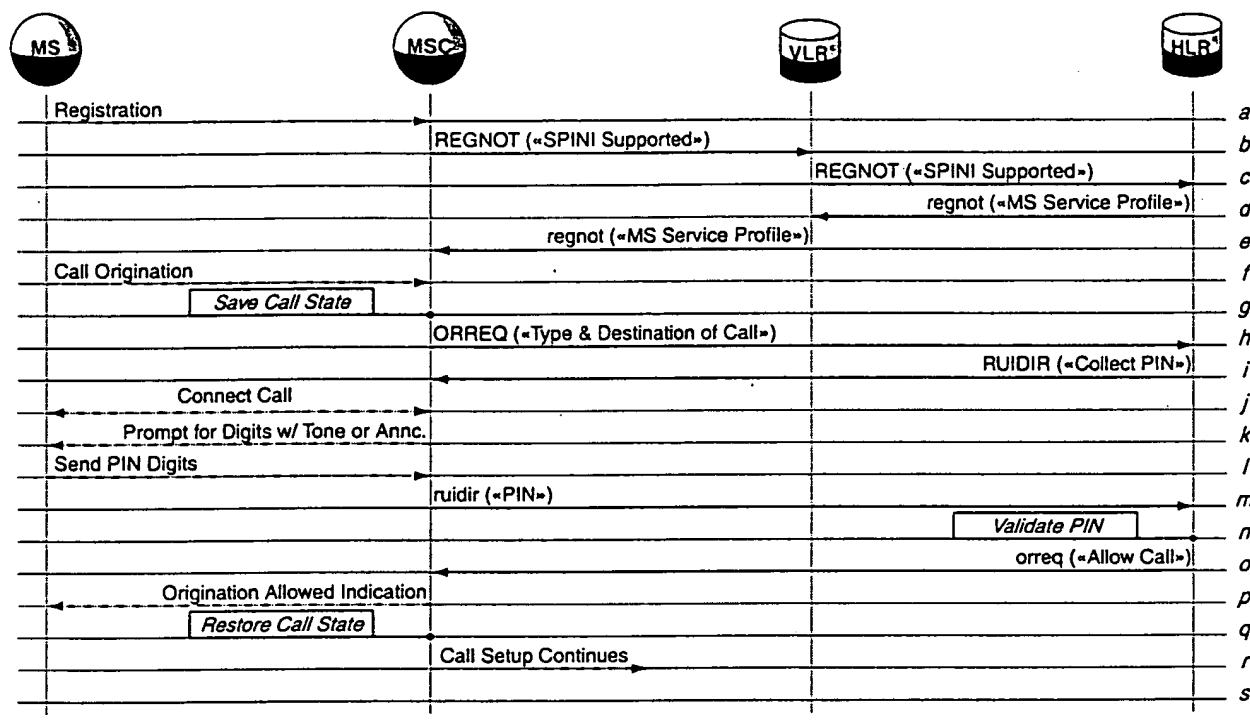 MS MSC VLR HLR
Registration a
REGNOT («SPINI Supported») b
REGNOT («SPINI Supported») c
regnot («MS Service Profile») d
regnot («MS Service Profile») e
Call Origination f
Save Call State g
ORREQ («Type & Destination of Call») h
RUIDIR («Collect PIN») i
Connect Call j
Prompt for Digits w/ Tone or Annc. k
Send PIN Digits l
ruidir («PIN») m
Validate PIN n
orreq («Allow Call») o
Origination Allowed Indication p
Restore Call State q
Call Setup Continues r
s